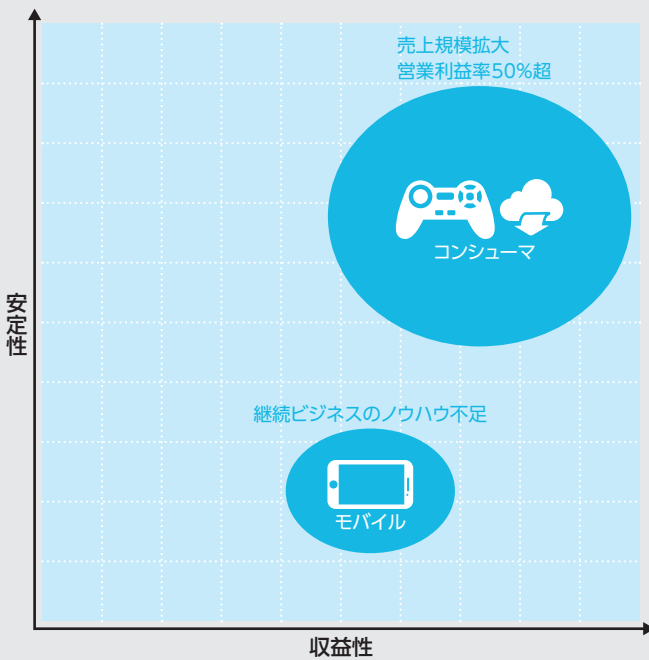 売上規模拡大
営業利益率50%超
コンシューマ
安定性
継続ビジネスのノウハウ不足
モバイル
収益性